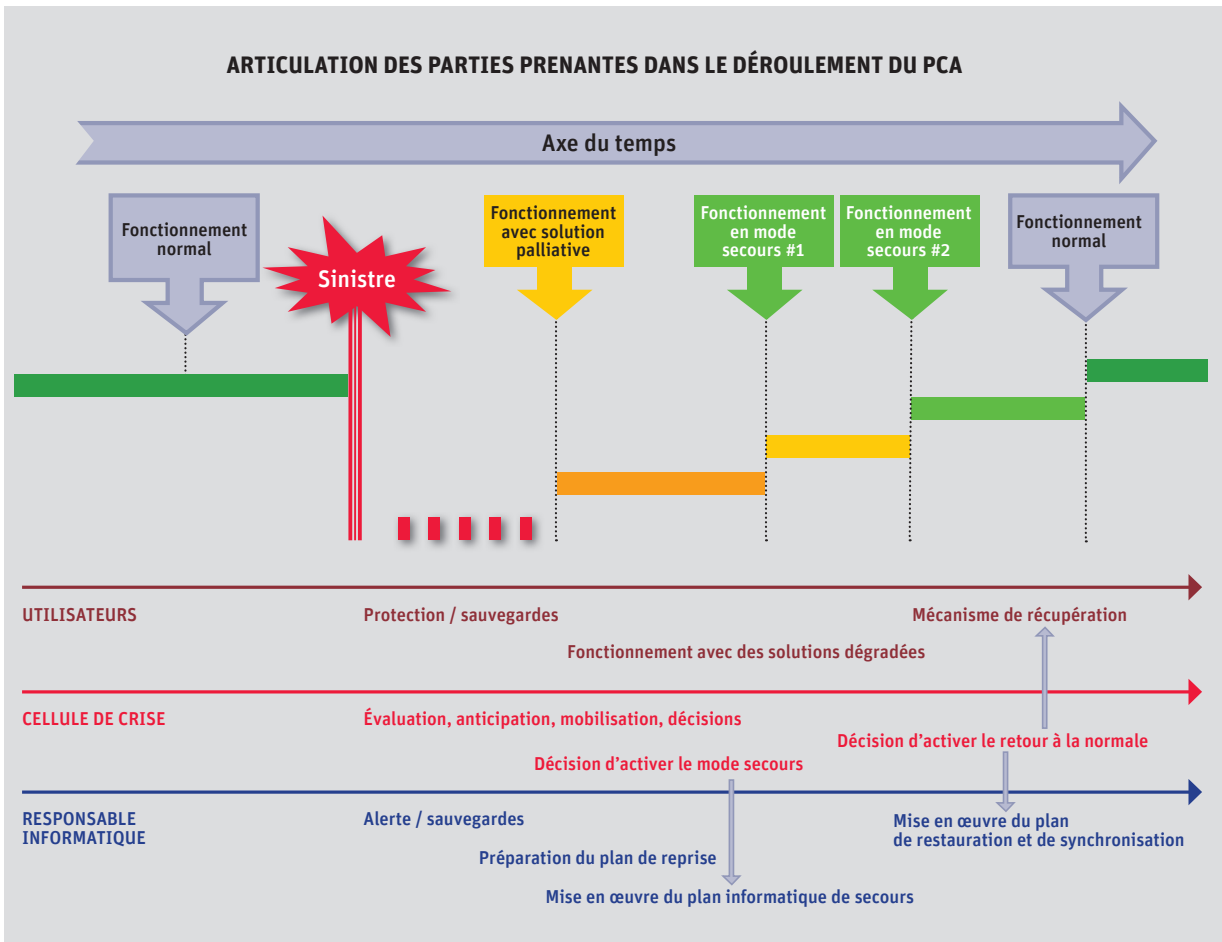 ARTICULATION DES PARTIES PRENANTES DANS LE DÉROULEMENT DU PCA
Axe du temps
Fonctionnement
normal
Sinistre
Fonctionnement
avec solution
palliative
Fonctionnement
en mode
secours #1
Fonctionnement
en mode
secours #2
Fonctionnement
normal
UTILISATEURS
Protection / sauvegardes
Mécanisme de récupération
Fonctionnement avec des solutions dégradées
CELLULE DE CRISE
Évaluation, anticipation, mobilisation, décisions
Décision d’activer le retour à la normale
Décision d’activer le mode secours
RESPONSABLE
INFORMATIQUE
Alerte / sauvegardes
Mise en œuvre du plan
de restauration et de synchronisation
Préparation du plan de reprise
Mise en œuvre du plan informatique de secours